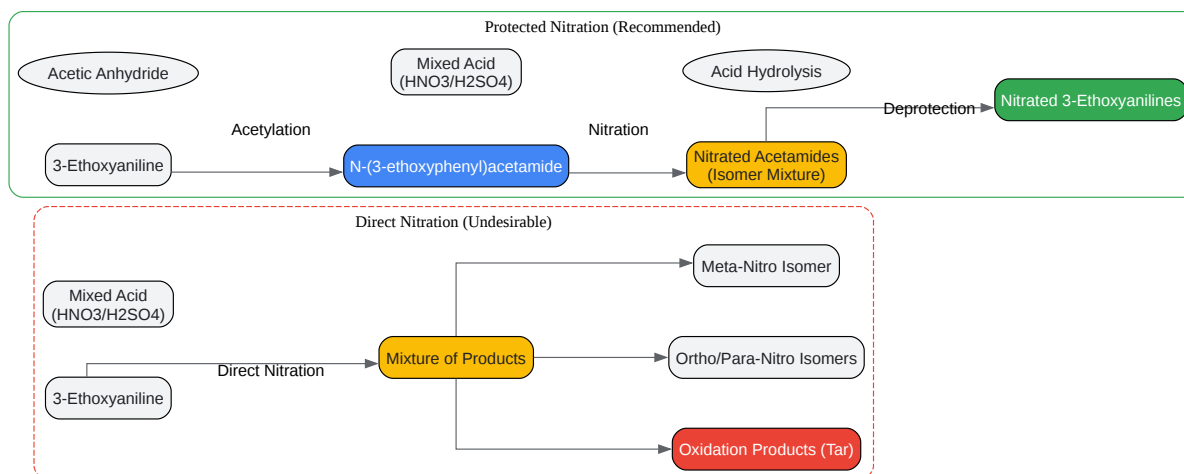 Protected Nitration (Recommended)
Acetic Anhydride
Mixed Acid
(HNO3/H2SO4)
Acid Hydrolysis
Nitrated 3-Ethoxyanilines
Deprotection
Acetylation
Nitration
3-Ethoxyaniline
N-(3-ethoxyphenyl)acetamide
Nitrated Acetamides
(Isomer Mixture)
Direct Nitration (Undesirable)
Meta-Nitro Isomer
Mixed Acid
(HNO3/H2SO4)
Mixture of Products
Ortho/Para-Nitro Isomers
Direct Nitration
3-Ethoxyaniline
Oxidation Products (Tar)